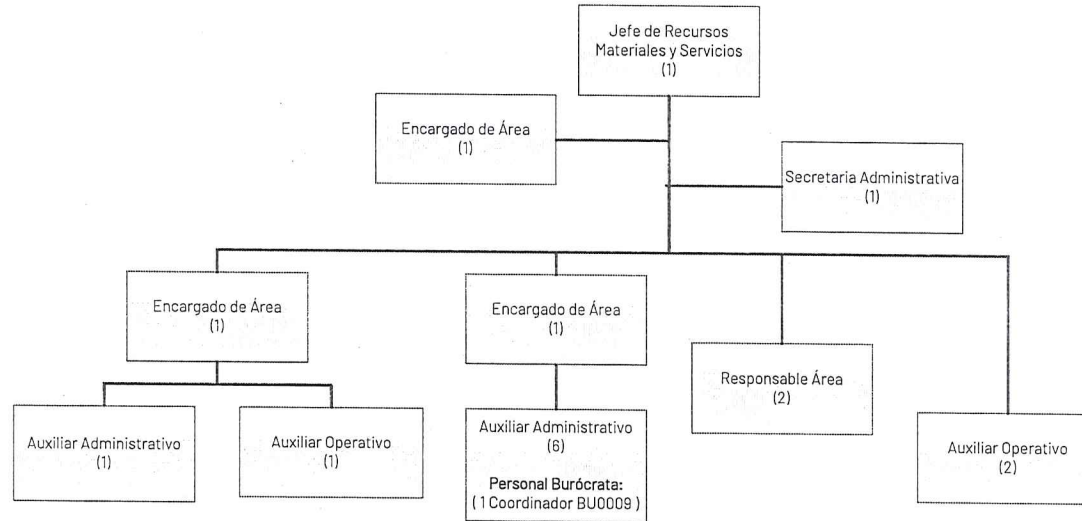 Jefe de Recursos
Materiales y Servicios
(1)
Encargado de Área
(1)
Secretaria Administrativa
(1)
Encargado de Área
(1)
Encargado de Área
(1)
Responsable Área
(2)
Auxiliar Administrativo
(1)
Auxiliar Operativo
(1)
Auxiliar Administrativo
(6)
Personal Burócrata:
( 1 Coordinador BU0009 )
Auxiliar Operativo
(2)